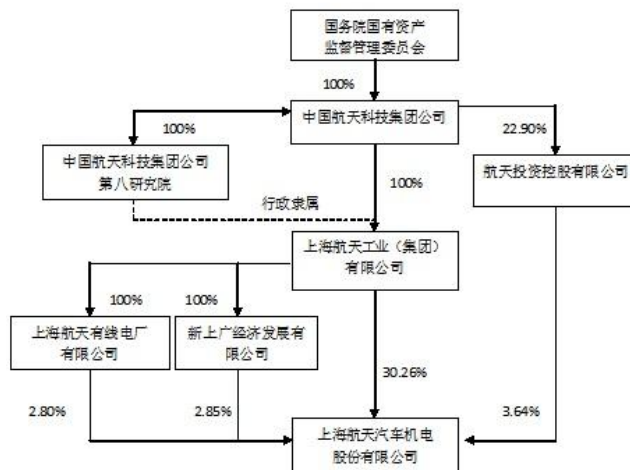 国务院国有资产
监督管理委员会
100%
中国航天科技集团公司
100%
22.90%
中国航天科技集团公司
第八研究院
100%
航天投资控股有限公司
行政隶属
上海航天工业（集团）
有限公司
100%
100%
上海航天有线电厂
有限公司
新上广经济发展有
限公司
30.26%
2.80%
2.85%
3.64%
上海航天汽车机电
股份有限公司